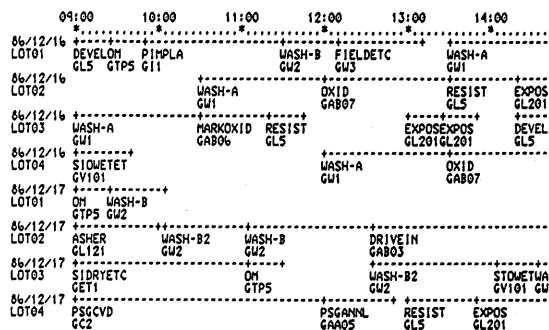 09:00 10:00 11:00 12:00 13:00 14:00
86/12/16
LOT01 DEVELOM PIMPLA WASH-B FIELDETC WASH-A
GL5 GTP5 GI1 GW2 GW3 GW1
86/12/16
LOT02 WASH-A OXID RESIST EXPOS
GW1 GAB07 GL5 GL201
86/12/16
LOT03 WASH-A MARKOXID RESIST EXPOSEXPOS DEVEL
GW1 GAB06 GL5 GL201GL201 GL5
86/12/16
LOT04 SIOWETET WASH-A OXID
GV101 GW1 GAB07
86/12/17
LOT01 OM WASH-B
GTP5 GW2
86/12/17
LOT02 ASHER WASH-B2 WASH-B DRIVEIN
GL121 GW2 GW2 GAB03
86/12/17
LOT03 SIDRYETC OM WASH-B2 STOWETWA
GET1 GTP5 GW2 GV101 GW
86/12/17
LOT04 PSGCVD PSGANNL RESIST EXPOS
GC2 GAA05 GL5 GL201